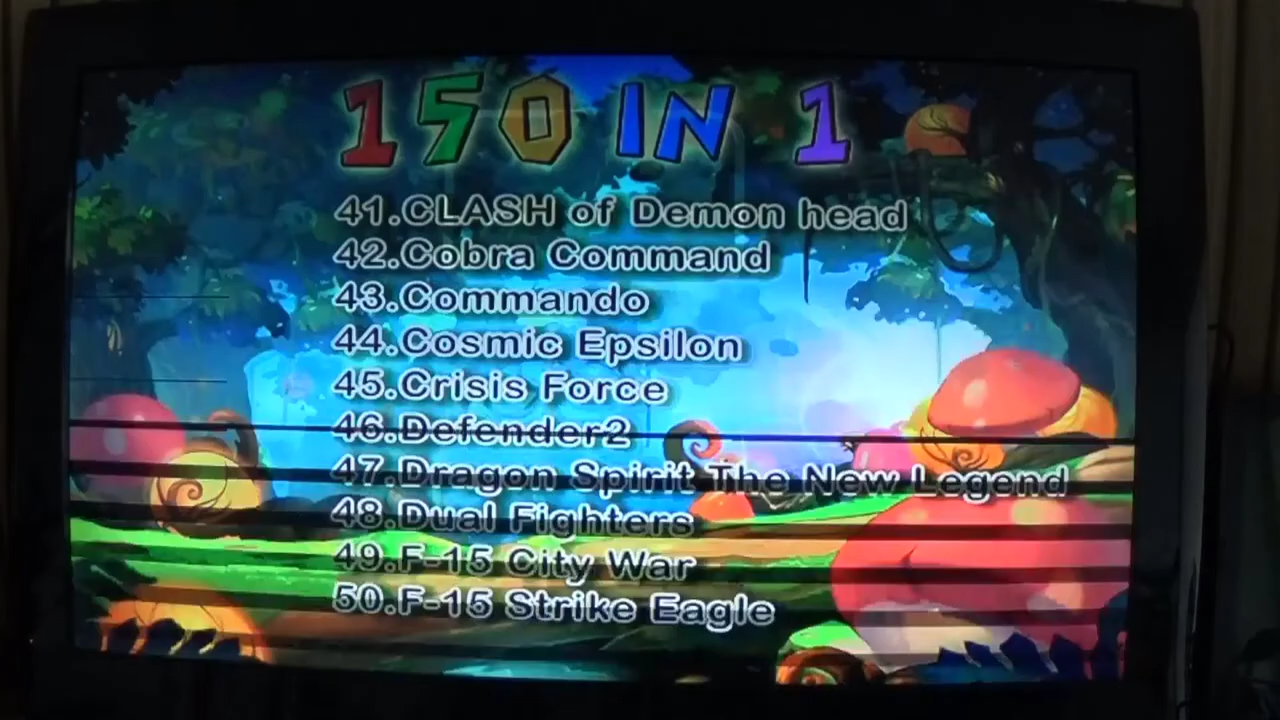 150 IN 1
41.CLASH of Demon head
42.Cobra Command
43.Commando
44.Cosmic Epsilon
45.Crisis Force
46.Defender2
47.Dragon Spirit The New Legend
48.Dual Fighters
49.F-15 City War
50.F-15 Strike Eagle